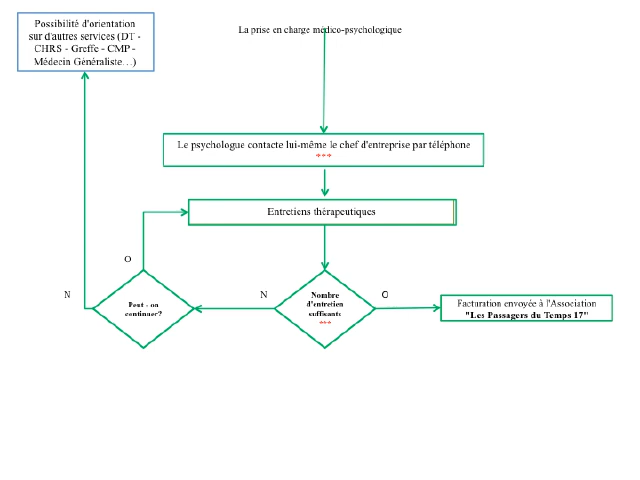 Possibilité d'orientation
sur d'autres services (DT -
CHRS - Greffe - CMP -
Médecin Généraliste…)
La prise en charge médico-psychologique
Le psychologue contacte lui-même le chef d'entreprise par téléphone
***
Entretiens thérapeutiques
O
N
Peut - on
continuer?
N
Nombre
d'entretien
suffisants
***
O
Facturation envoyée à l'Association
"Les Passagers du Temps 17"